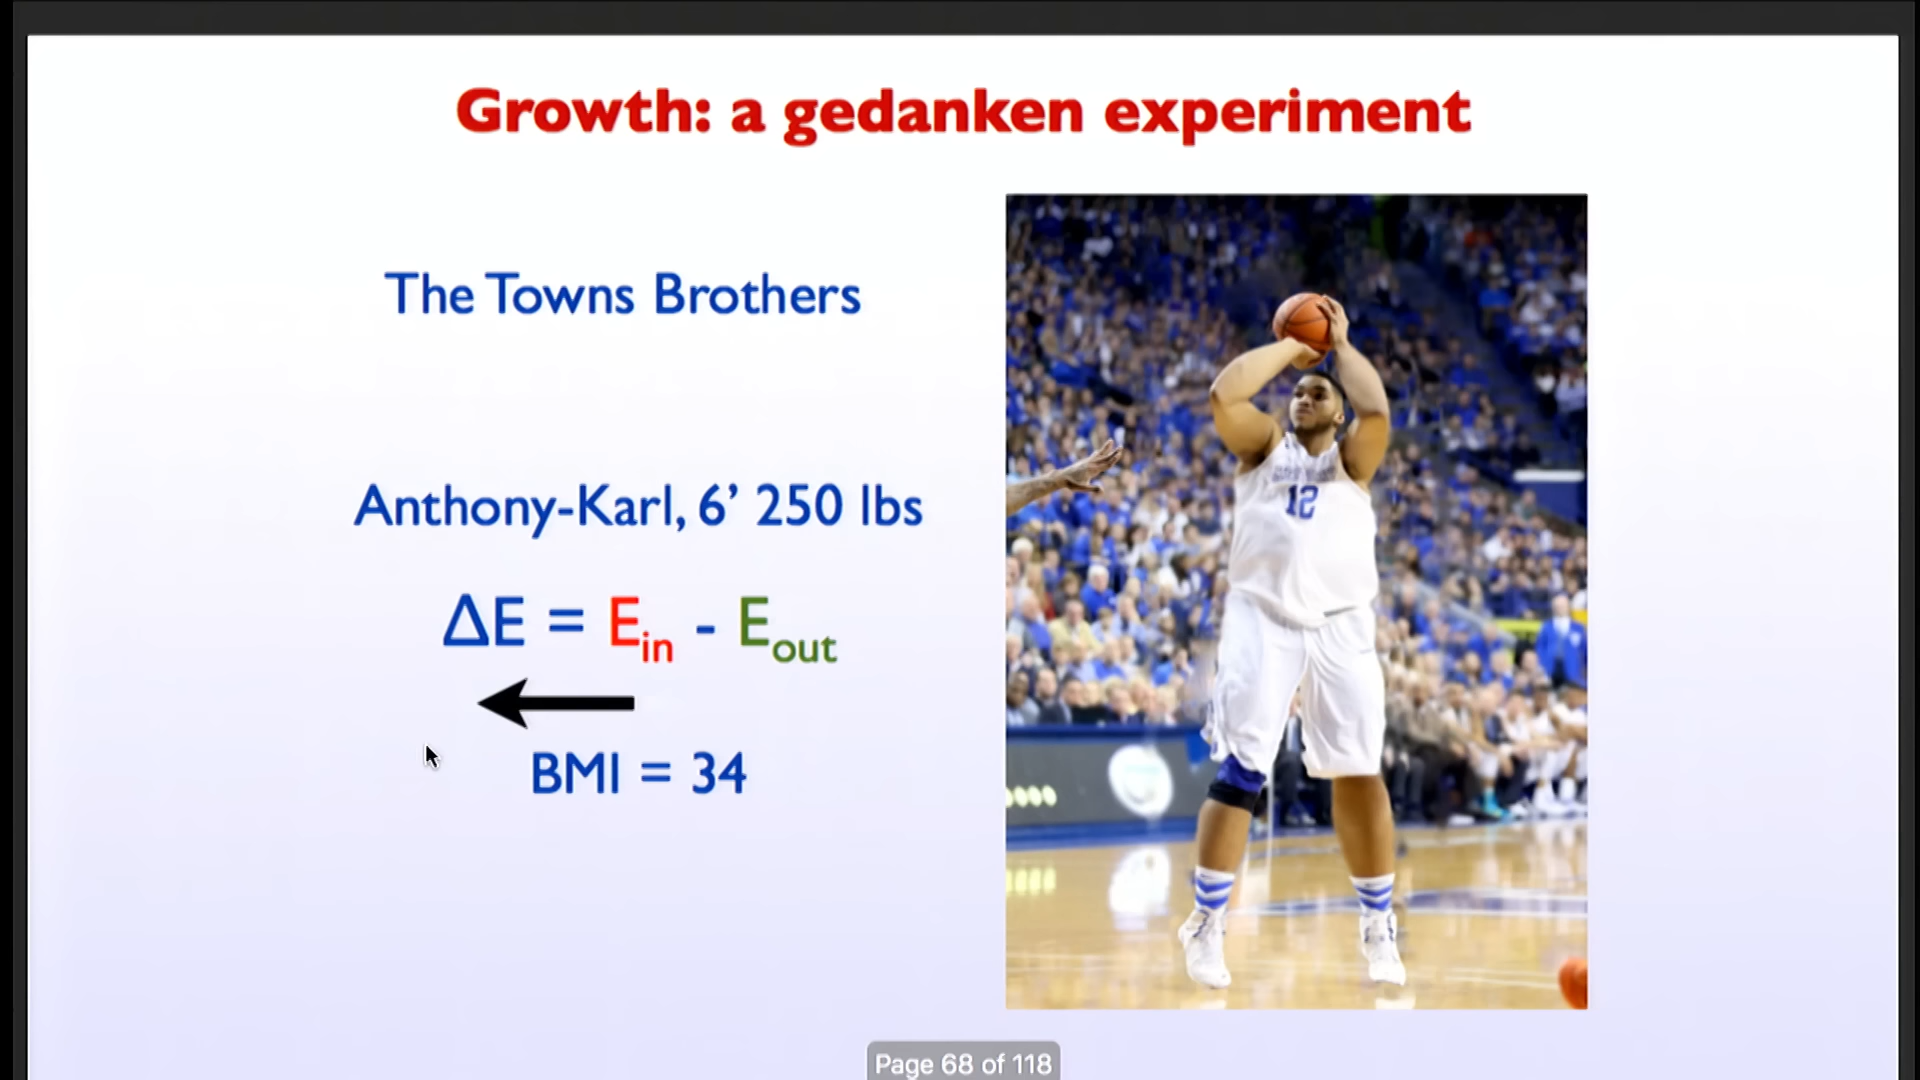 Growth: a gedanken experiment
The Towns Brothers
Anthony-Karl, 6’ 250 lbs
ΔE = Ein - Eout
BMI = 34
12
Page 68 of 118